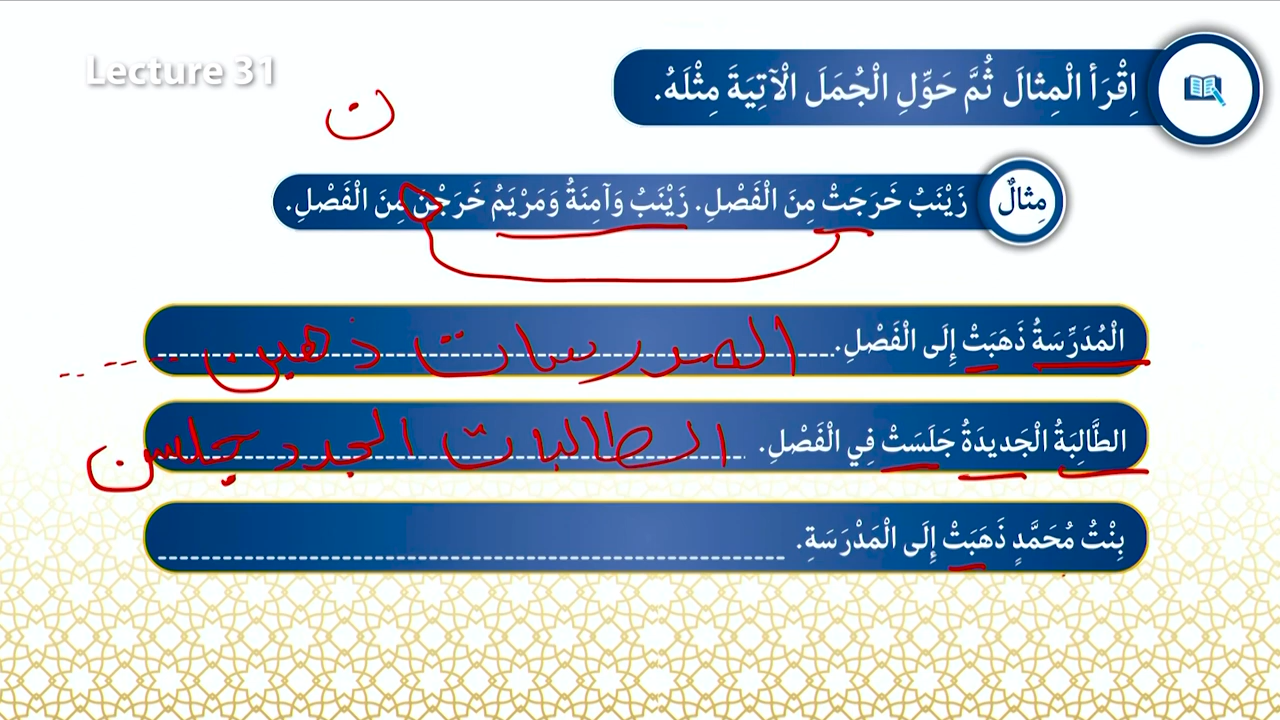 Lecture 31
اِقْرَأ الْمِثالَ ثُمَّ حَوِّلِ الْجُمَلَ الْآتِيَةَ مِثْلَهُ.
ن
مِثالٌ
زَيْنَبُ خَرَجَتْ مِنَ الْفَصْلِ. زَيْنَبُ وَآمِنَةُ وَمَرْيَمُ خَرَجْنَ مِنَ الْفَصْلِ.
الْمُدَرِّسَةُ ذَهَبَتْ إِلَى الْفَصْلِ. المدرسات ذهبن
الطَّالِبَةُ الْجَدِيدَةُ جَلَسَتْ فِي الْفَصْلِ. الطالبات الجدد جلسن
بِنْتُ مُحَمَّدٍ ذَهَبَتْ إِلَى الْمَدْرَسَةِ.